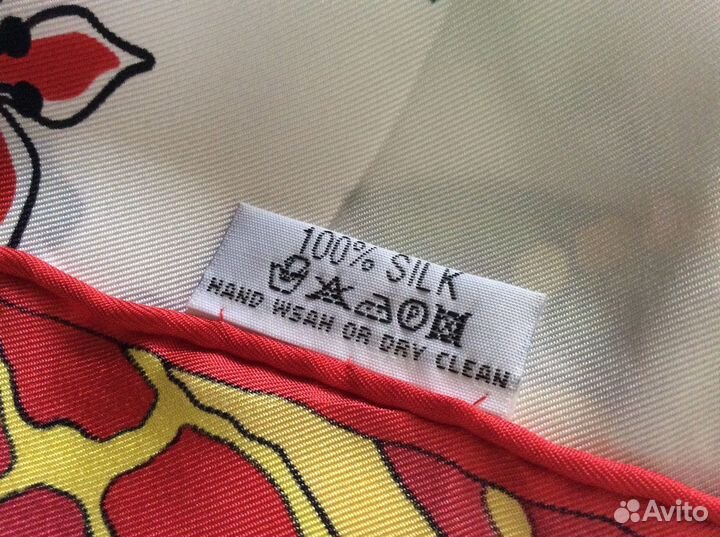 100% SILK
P
HAND WSAH OR DRY CLEAN
Avito